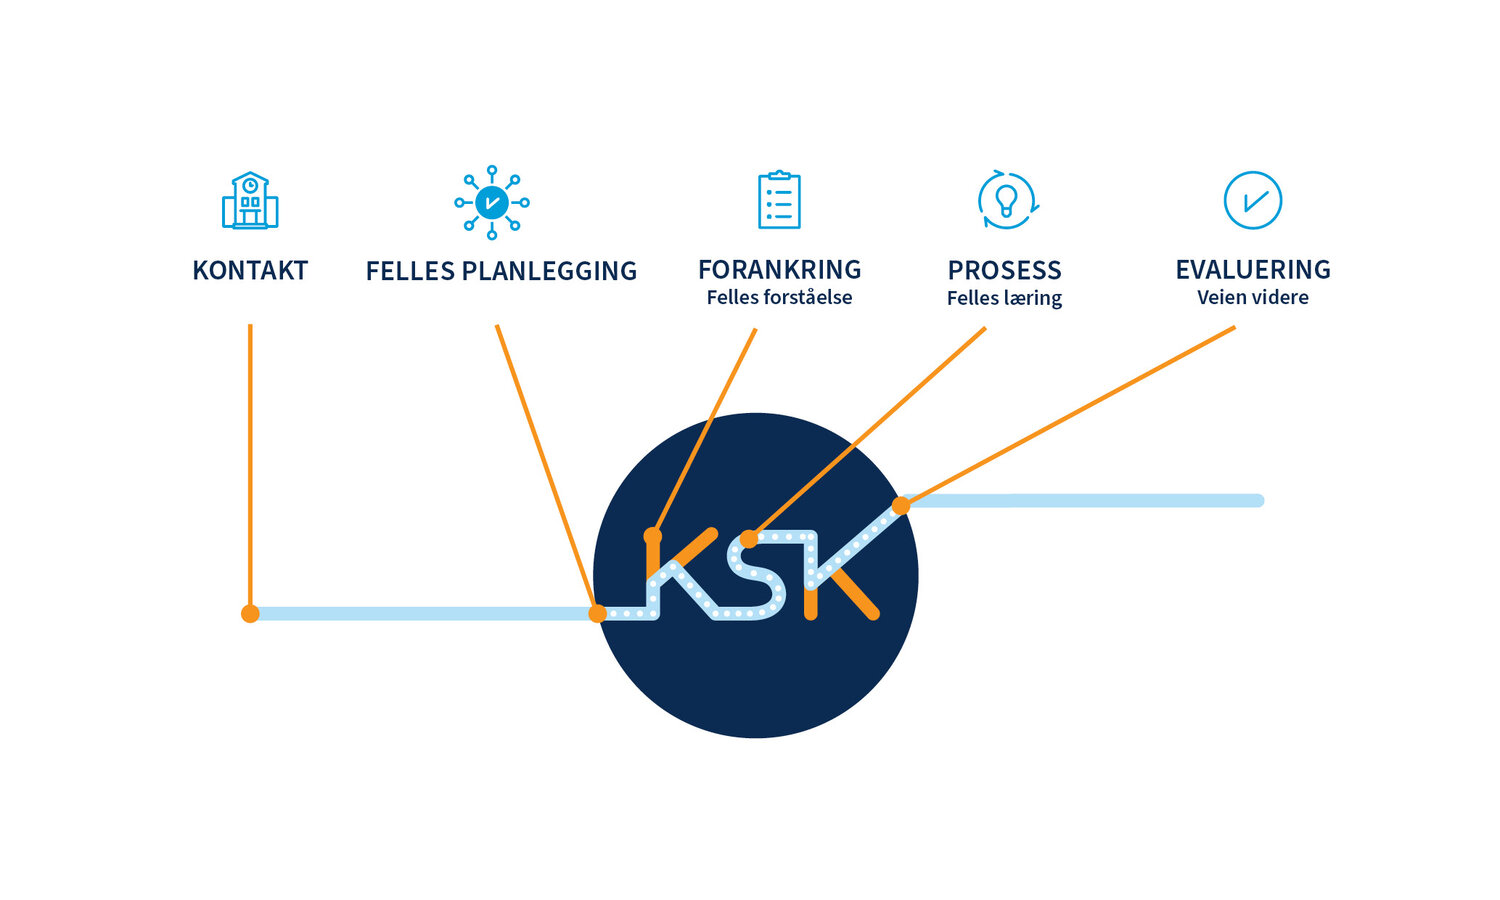 KONTAKT
FELLES PLANLEGGING
FORANKRING
Felles forståelse
PROSESS
Felles læring
EVALUERING
Veien videre
KSK